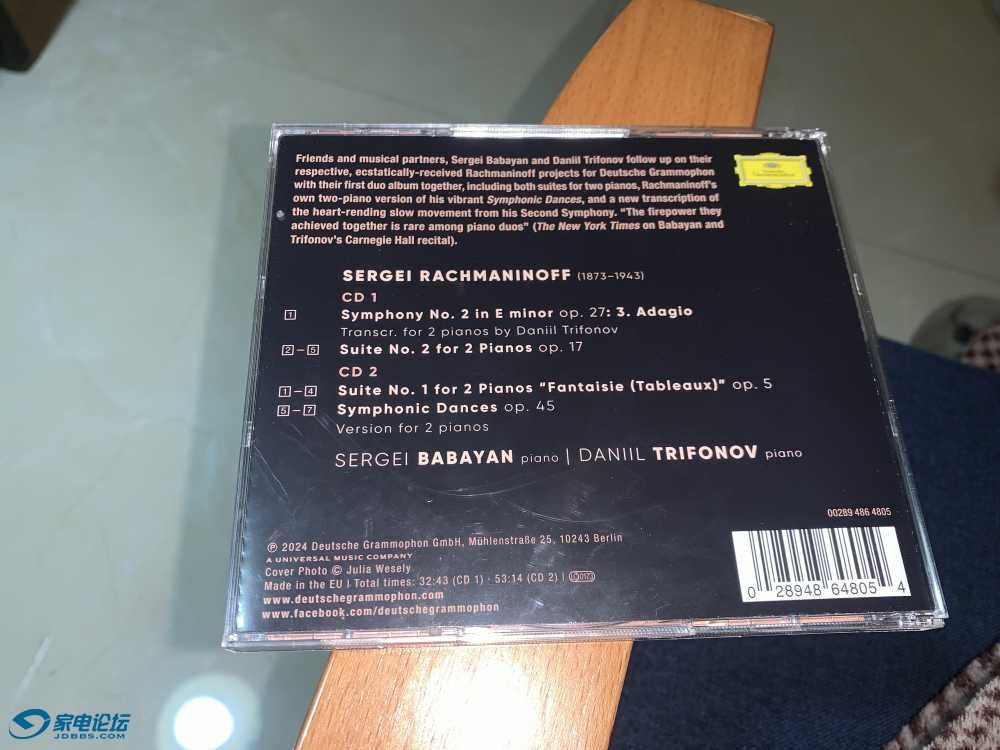 Friends and musical partners, Sergei Babayan and Daniil Trifonov follow up on their
respective, ecstatically-received Rachmaninoff projects for Deutsche Grammophon
with their first duo album together, including both suites for two pianos, Rachmaninoff's
own two-piano version of his vibrant Symphonic Dances, and a new transcription of
the heart-rending slow movement from his Second Symphony. “The firepower they
achieved together is rare among piano duos” (The New York Times on Babayan and
Trifonov's Carnegie Hall recital).
SERGEI RACHMANINOFF (1873–1943)
CD 1
1 Symphony No. 2 in E minor op. 27: 3. Adagio
Transcr. for 2 pianos by Daniil Trifonov
2–5 Suite No. 2 for 2 Pianos op. 17
CD 2
1–4 Suite No. 1 for 2 Pianos “Fantaisie (Tableaux)” op. 5
5–7 Symphonic Dances op. 45
Version for 2 pianos
SERGEI BABAYAN piano | DANIIL TRIFONOV piano
00289 486 4805
℗ 2024 Deutsche Grammophon GmbH, Mühlenstraße 25, 10243 Berlin
A UNIVERSAL MUSIC COMPANY
Cover Photo © Julia Wesely
Made in the EU | Total times: 32:43 (CD 1) · 53:14 (CD 2) |
www.deutschegrammophon.com
www.facebook.com/deutschegrammophon
0 28948 64805 4
家电论坛
JDBBS.COM